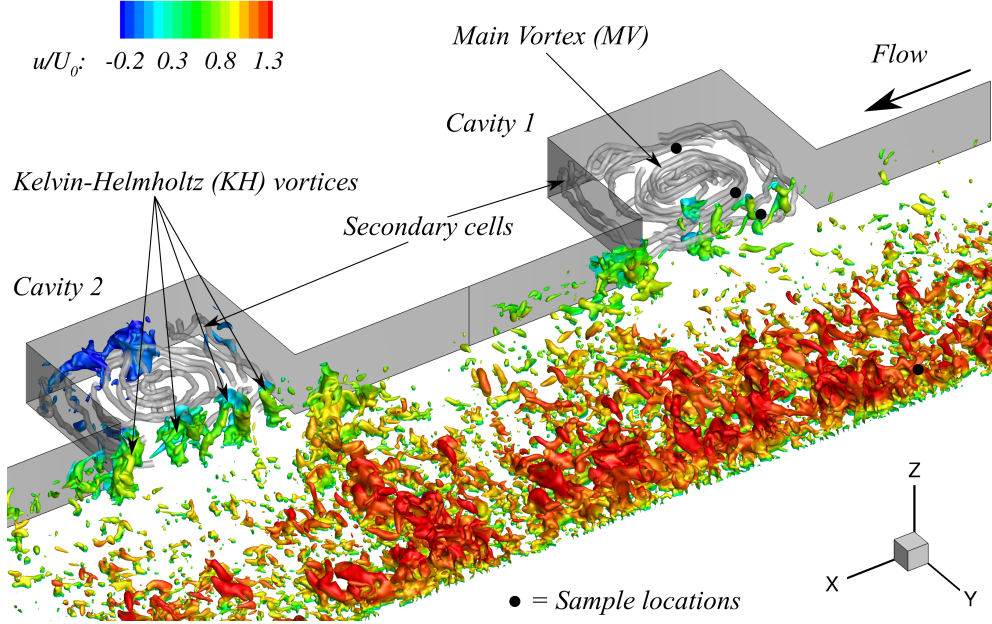 u/U0: -0.2 0.3 0.8 1.3
Main Vortex (MV)
Flow
Cavity 1
Kelvin-Helmholtz (KH) vortices
Secondary cells
Cavity 2
Z
X
Y
● = Sample locations